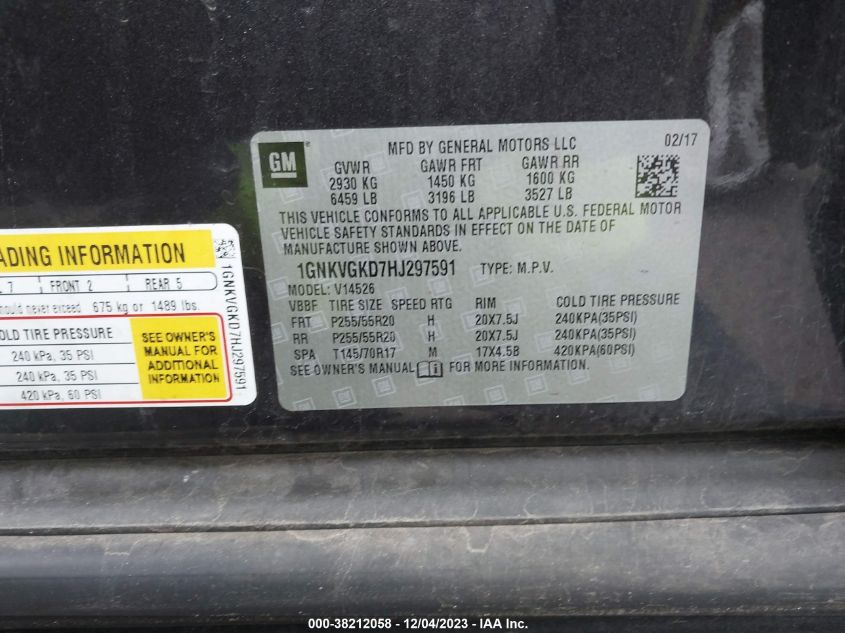 GM
MFD BY GENERAL MOTORS LLC 02/17
GVWR GAWR FRT GAWR RR
2930 KG 1450 KG 1600 KG
6459 LB 3196 LB 3527 LB
THIS VEHICLE CONFORMS TO ALL APPLICABLE U.S. FEDERAL MOTOR
VEHICLE SAFETY STANDARDS IN EFFECT ON THE DATE OF
MANUFACTURE SHOWN ABOVE.
1GNKVGKD7HJ297591 TYPE: M.P.V.
MODEL: V14526
VBBF TIRE SIZE SPEED RTG RIM COLD TIRE PRESSURE
FRT P255/55R20 H 20X7.5J 240KPA(35PSI)
RR P255/55R20 H 20X7.5J 240KPA(35PSI)
SPA T145/70R17 M 17X4.5B 420KPA(60PSI)
SEE OWNER'S MANUAL FOR MORE INFORMATION.
INFORMATION
7 FRONT 2 REAR 5
never exceed 675 kg or 1489 lbs.
COLD TIRE PRESSURE
240 kPa, 35 PSI
240 kPa, 35 PSI
420 kPa, 60 PSI
SEE OWNER'S
MANUAL FOR
ADDITIONAL
INFORMATION
1GNKVGKD7HJ297591
000-38212058 - 12/04/2023 - IAA Inc.